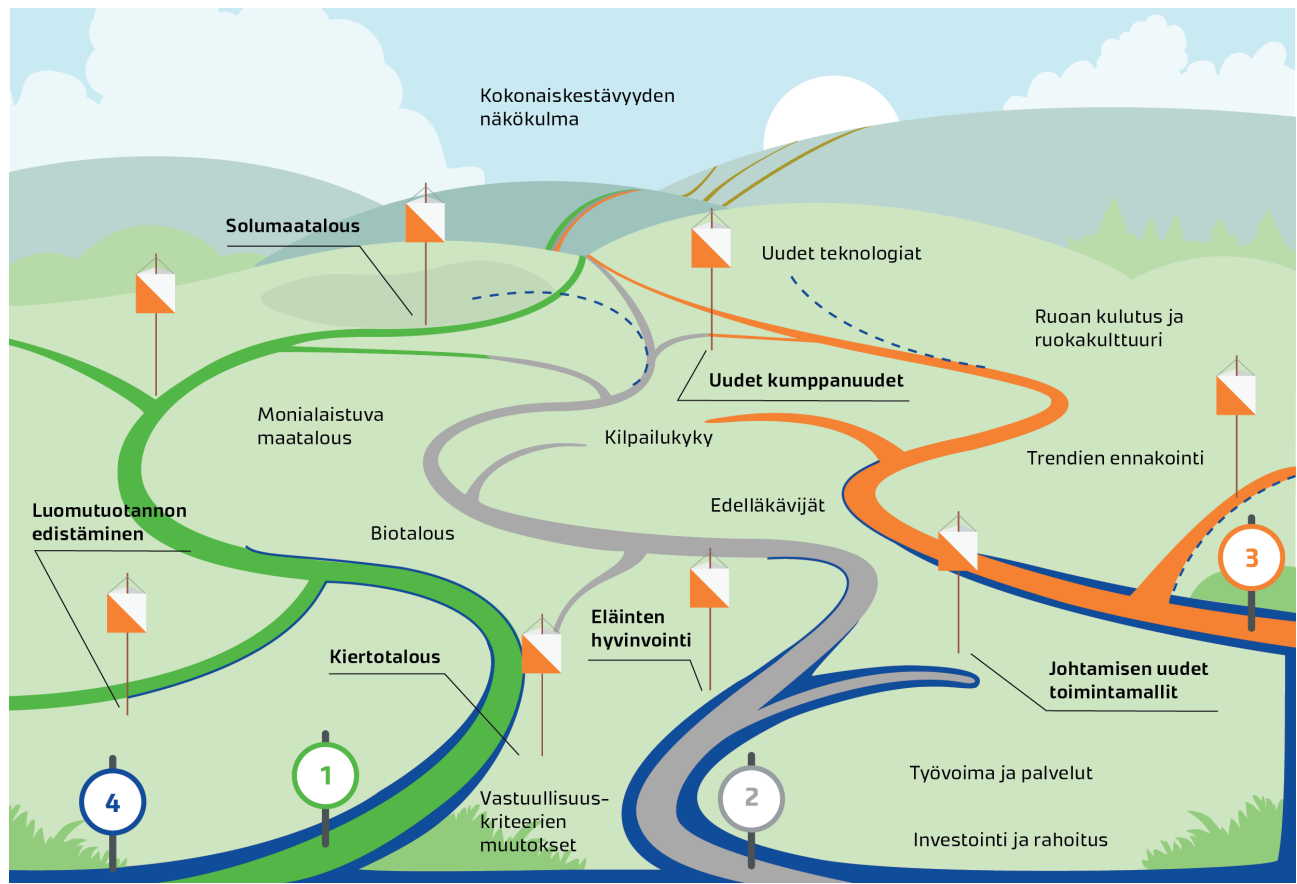 Kokonaiskestävyyden
näkökulma
Solumaatalous
Uudet teknologiat
Ruoan kulutus ja
ruokakulttuuri
Uudet kumppanuudet
Monialaistuva
maatalous
Kilpailukyky
Trendien ennakointi
Edelläkävijät
Luomutuotannon
edistäminen
Biotalous
3
Eläinten
hyvinvointi
Kiertotalous
Johtamisen uudet
toimintamallit
1
4
2
Työvoima ja palvelut
Vastuullisuus-
kriteerien
muutokset
Investointi ja rahoitus